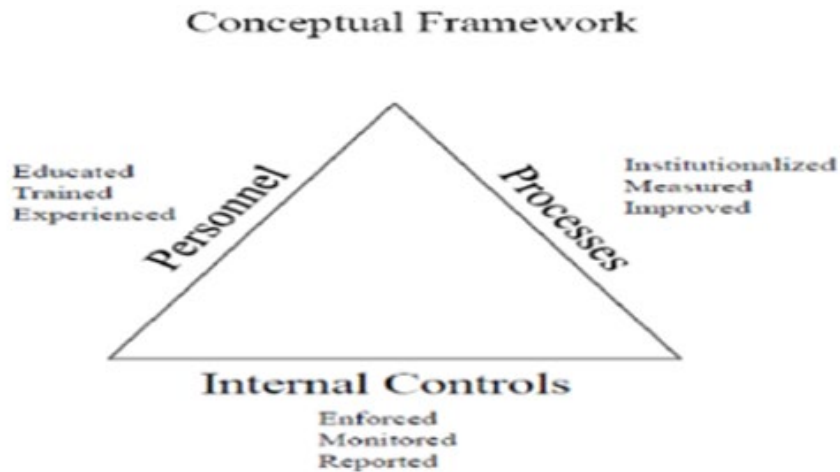 Conceptual Framework
Educated
Trained
Experienced
Personnel
Processes
Institutionalized
Measured
Improved
Internal Controls
Enforced
Monitored
Reported